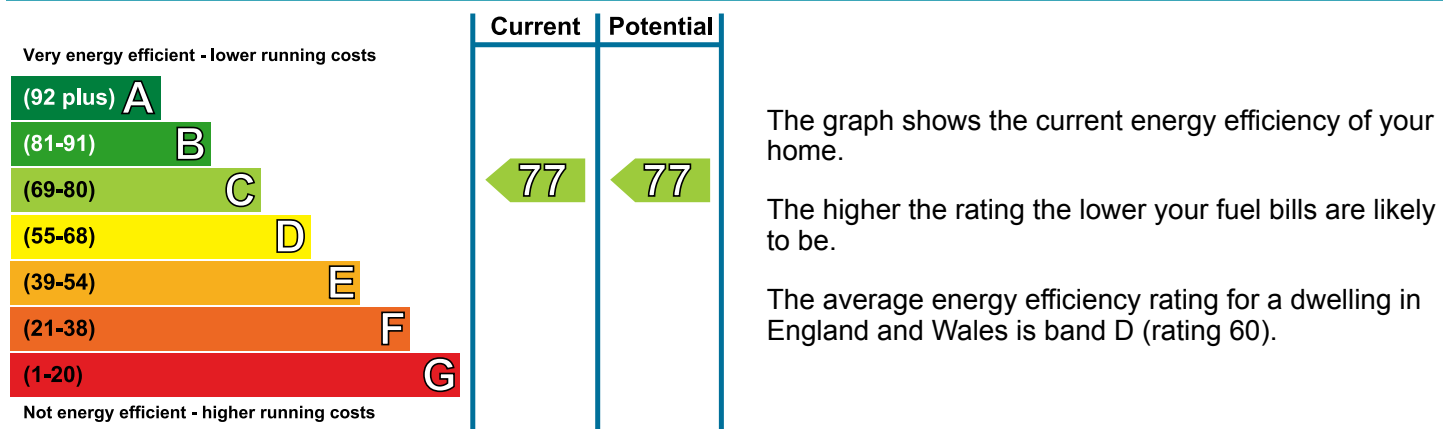 Current Potential
Very energy efficient - lower running costs
(92 plus) A
(81-91) B
(69-80) C
77 77
(55-68) D
(39-54) E
(21-38) F
(1-20) G
Not energy efficient - higher running costs
The graph shows the current energy efficiency of your
home.
The higher the rating the lower your fuel bills are likely
to be.
The average energy efficiency rating for a dwelling in
England and Wales is band D (rating 60).